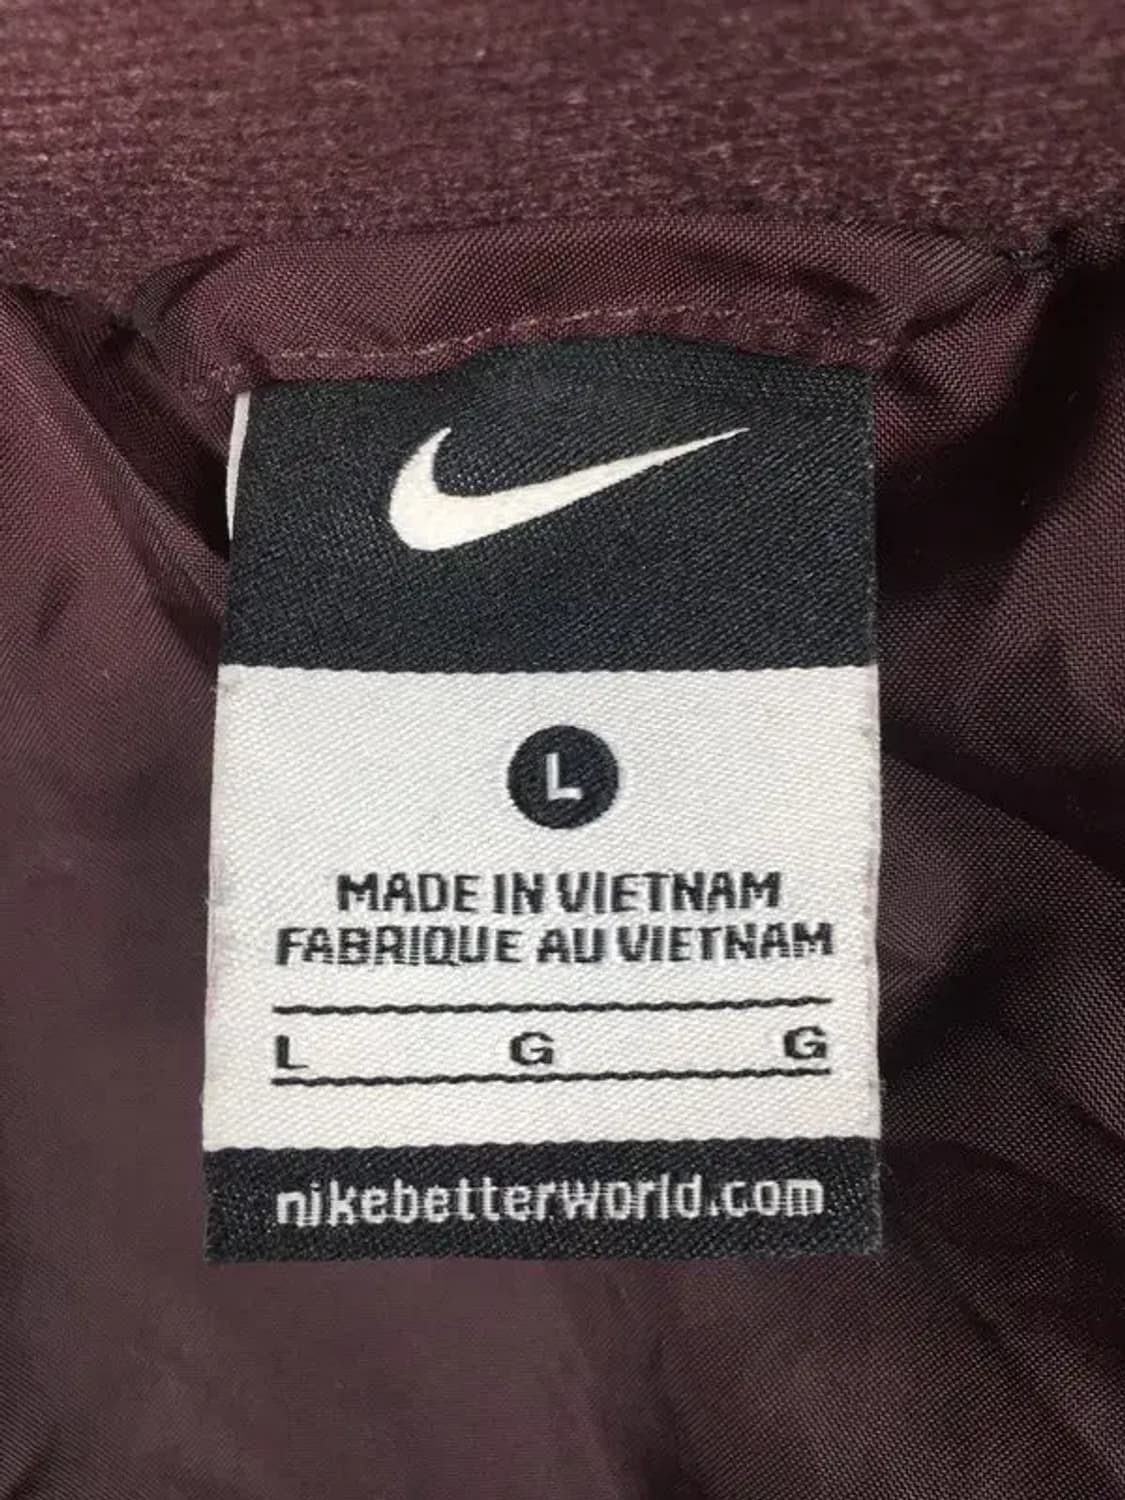 L
MADE IN VIETNAM
FABRIQUE AU VIETNAM
L G G
nikebetterworld.com